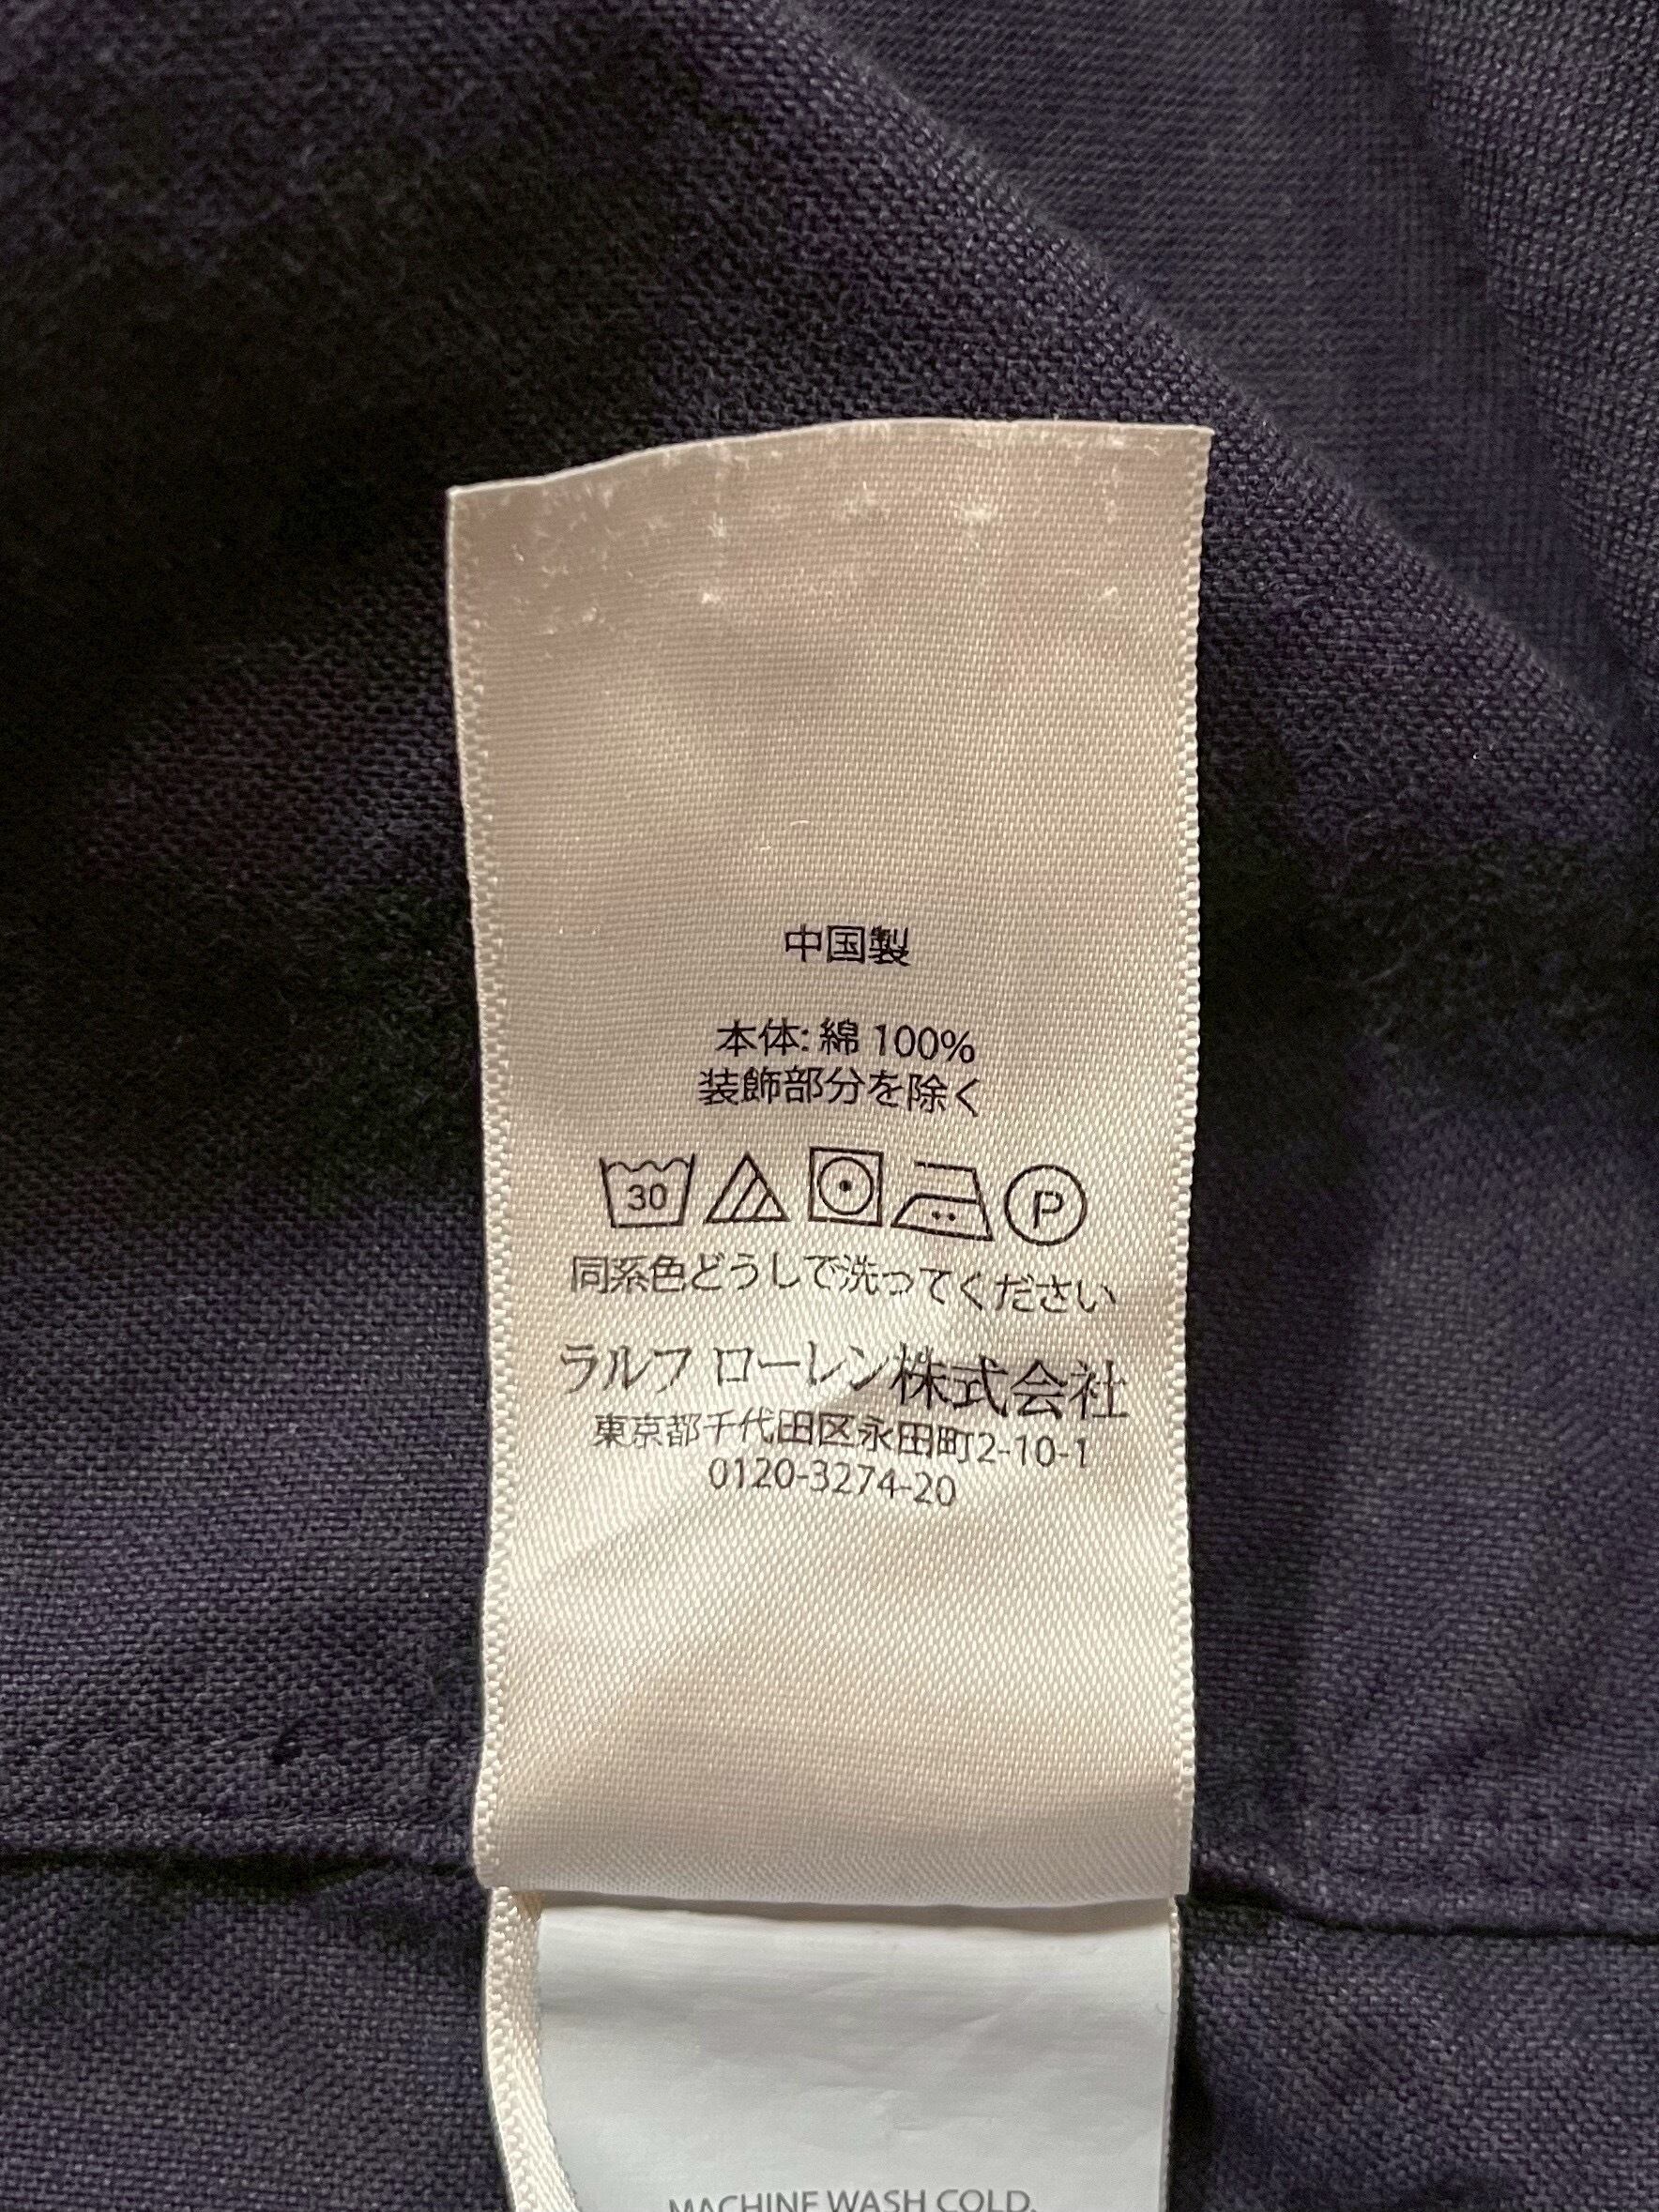 中国製
本体: 綿 100%
装飾部分を除く
30 P
同系色どうしで洗ってください
ラルフ ローレン株式会社
東京都千代田区永田町2-10-1
0120-3274-20
MACHINE WASH COLD.